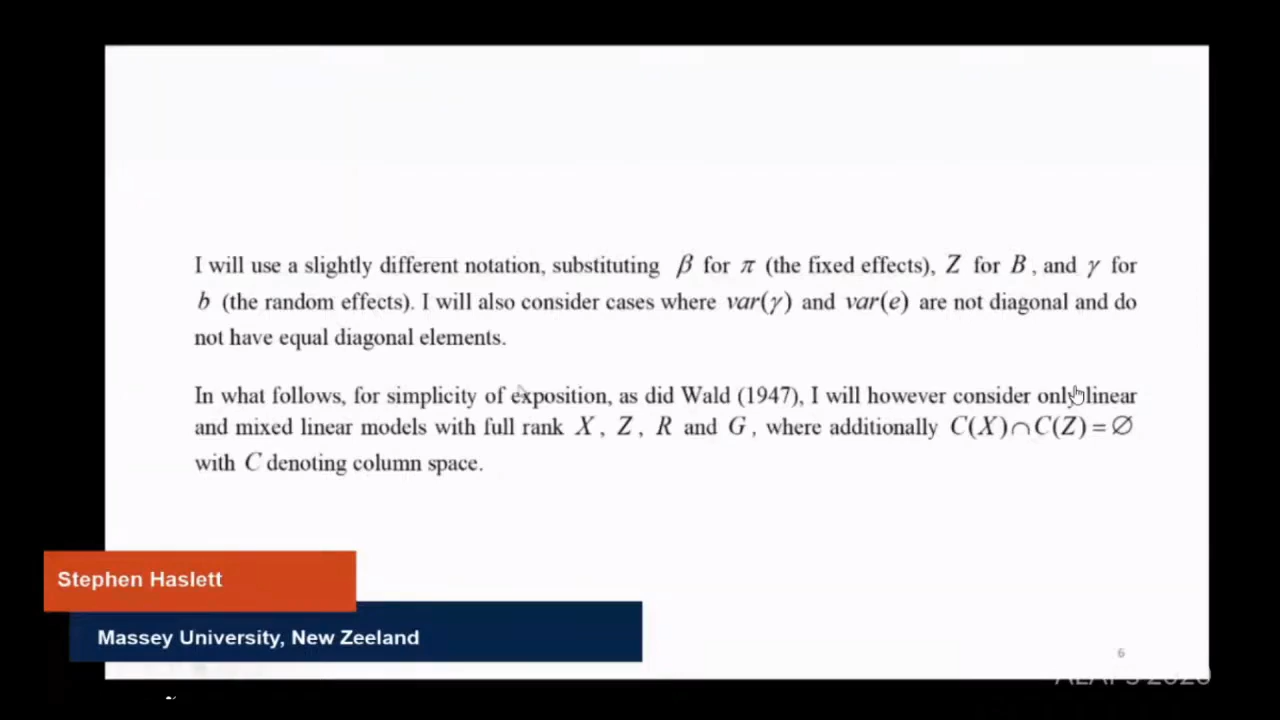 I will use a slightly different notation, substituting β for π (the fixed effects), Z for B, and γ for
b (the random effects). I will also consider cases where var(γ) and var(e) are not diagonal and do
not have equal diagonal elements.
In what follows, for simplicity of exposition, as did Wald (1947), I will however consider only linear
and mixed linear models with full rank X, Z, R and G, where additionally C(X)∩C(Z)=∅
with C denoting column space.
Stephen Haslett
Massey University, New Zeeland
6